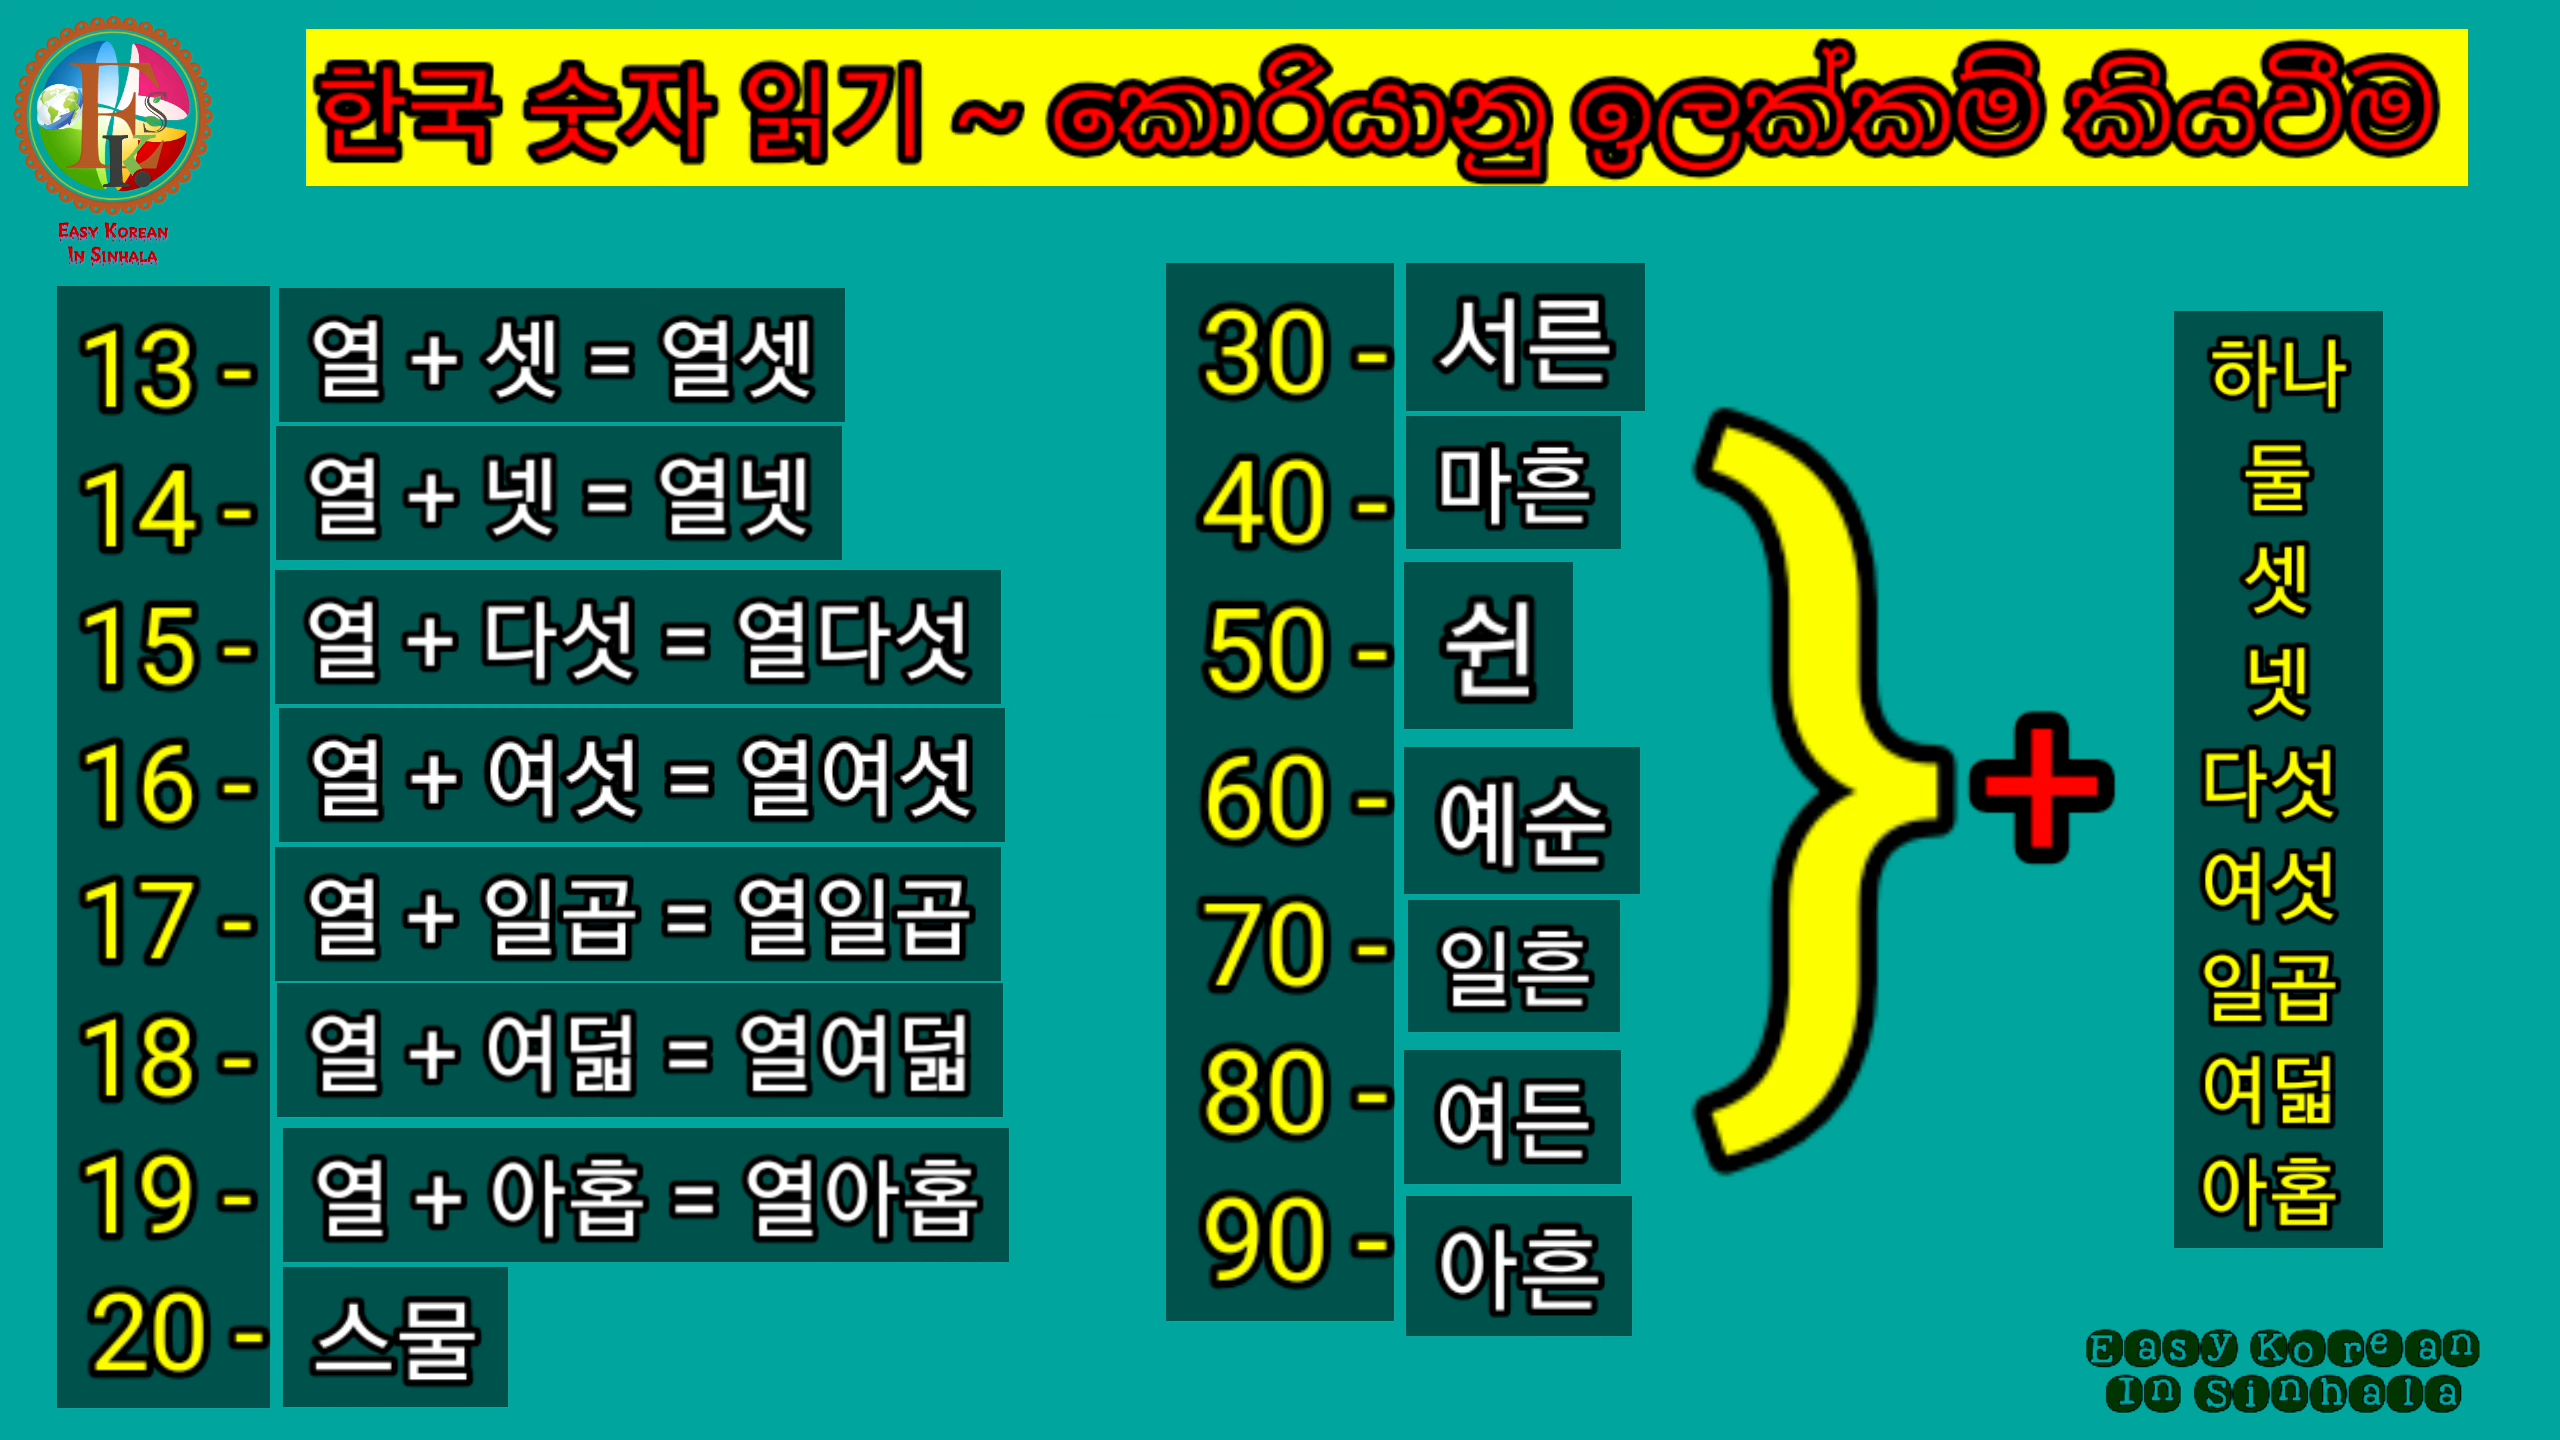 한국 숫자 읽기 ~ කොරියානු ඉලක්කම් කියවීම
Easy Korean
In Sinhala
13 - 열 + 셋 = 열셋
14 - 열 + 넷 = 열넷
15 - 열 + 다섯 = 열다섯
16 - 열 + 여섯 = 열여섯
17 - 열 + 일곱 = 열일곱
18 - 열 + 여덟 = 열여덟
19 - 열 + 아홉 = 열아홉
20 - 스물
30 - 서른
40 - 마흔
50 - 쉰
60 - 예순
70 - 일흔
80 - 여든
90 - 아흔
+
하나
둘
셋
넷
다섯
여섯
일곱
여덟
아홉
Easy Korean
In Sinhala